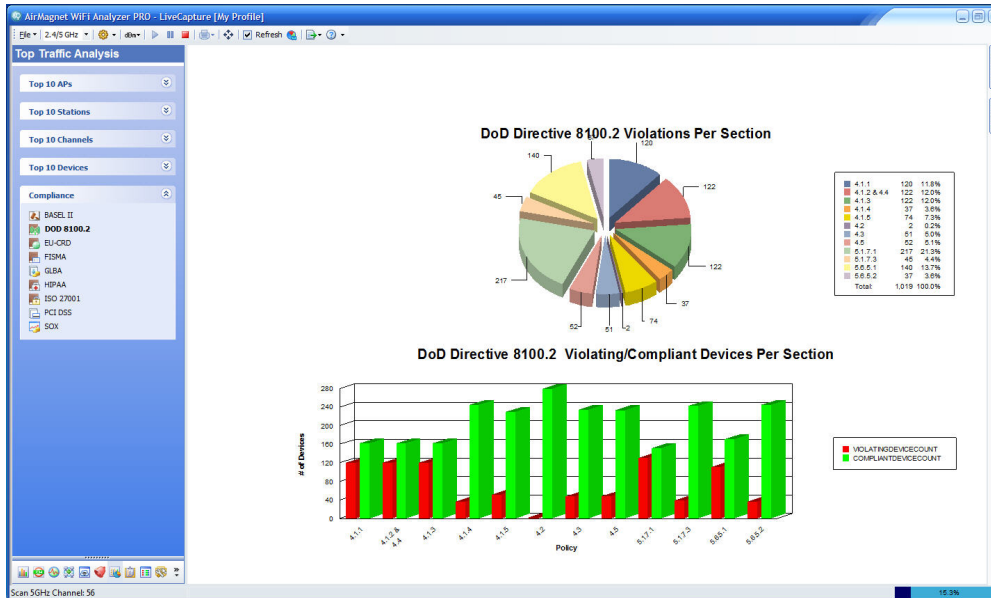 AirMagnet WiFi Analyzer PRO - LiveCapture [My Profile]
File 2.4/5 GHz dBm Refresh
Top Traffic Analysis
Top 10 APs
Top 10 Stations
Top 10 Channels
Top 10 Devices
Compliance
BASEL II
DOD 8100.2
EU-CRD
FISMA
GLBA
HIPAA
ISO 27001
PCI DSS
SOX
DoD Directive 8100.2 Violations Per Section
120
122
122
37
74
2
51
52
217
45
140
4.1.1 120 11.8%
4.1.2 & 4.4 122 12.0%
4.1.3 122 12.0%
4.1.4 37 3.6%
4.1.5 74 7.3%
4.2 2 0.2%
4.3 51 5.0%
4.5 52 5.1%
5.1.7.1 217 21.3%
5.1.7.3 45 4.4%
5.6.5.1 140 13.7%
5.6.5.2 37 3.6%
Total: 1,019 100.0%
DoD Directive 8100.2 Violating/Compliant Devices Per Section
# of Devices
280
240
200
160
120
80
40
0
4.1.1
4.1.2 &
4.4
4.1.3
4.1.4
4.1.5
4.2
4.3
4.5
5.1.7.1
5.1.7.3
5.6.5.1
5.6.5.2
Policy
VIOLATINGDEVICECOUNT
COMPLIANTDEVICECOUNT
Scan 5GHz Channel: 56
15.3%